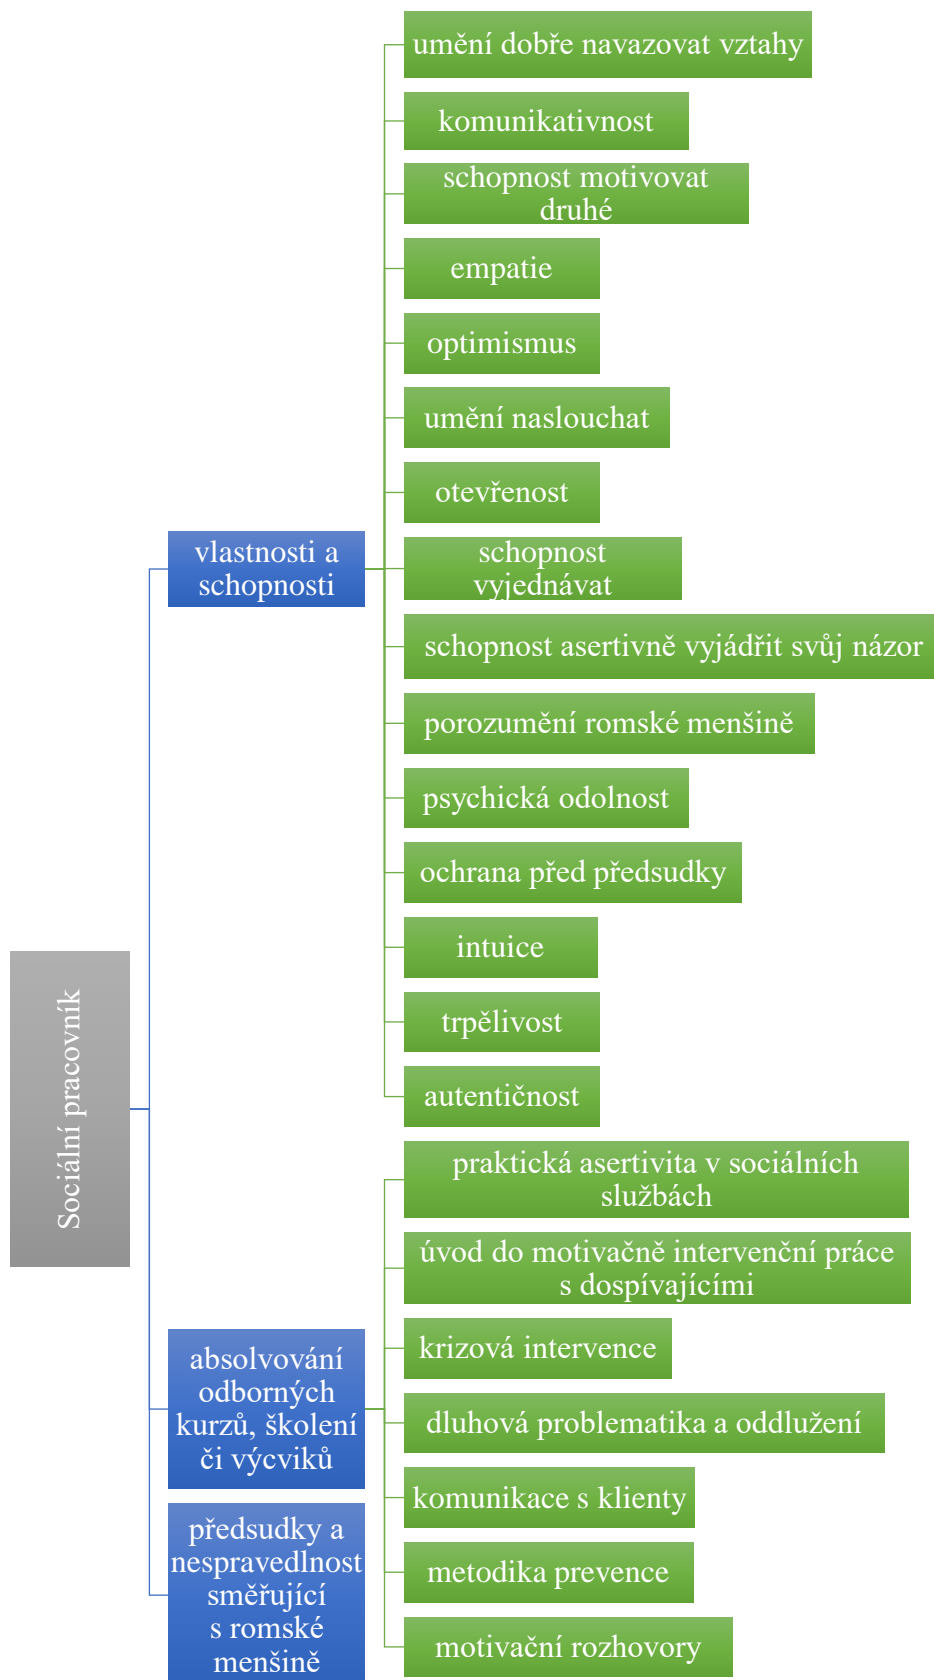 Sociální pracovník
vlastnosti a
schopnosti
umění dobře navazovat vztahy
komunikativnost
schopnost motivovat
druhé
empatie
optimismus
umění naslouchat
otevřenost
schopnost
vyjednávat
schopnost asertivně vyjádřit svůj názor
porozumění romské menšině
psychická odolnost
ochrana před předsudky
intuice
trpělivost
autentičnost
absolvování
odborných
kurzů, školení
či výcviků
praktická asertivita v sociálních
službách
úvod do motivačně intervenční práce
s dospívajícími
krizová intervence
dluhová problematika a oddlužení
komunikace s klienty
metodika prevence
motivační rozhovory
předsudky a
nespravedlnost
směřující
s romské
menšině